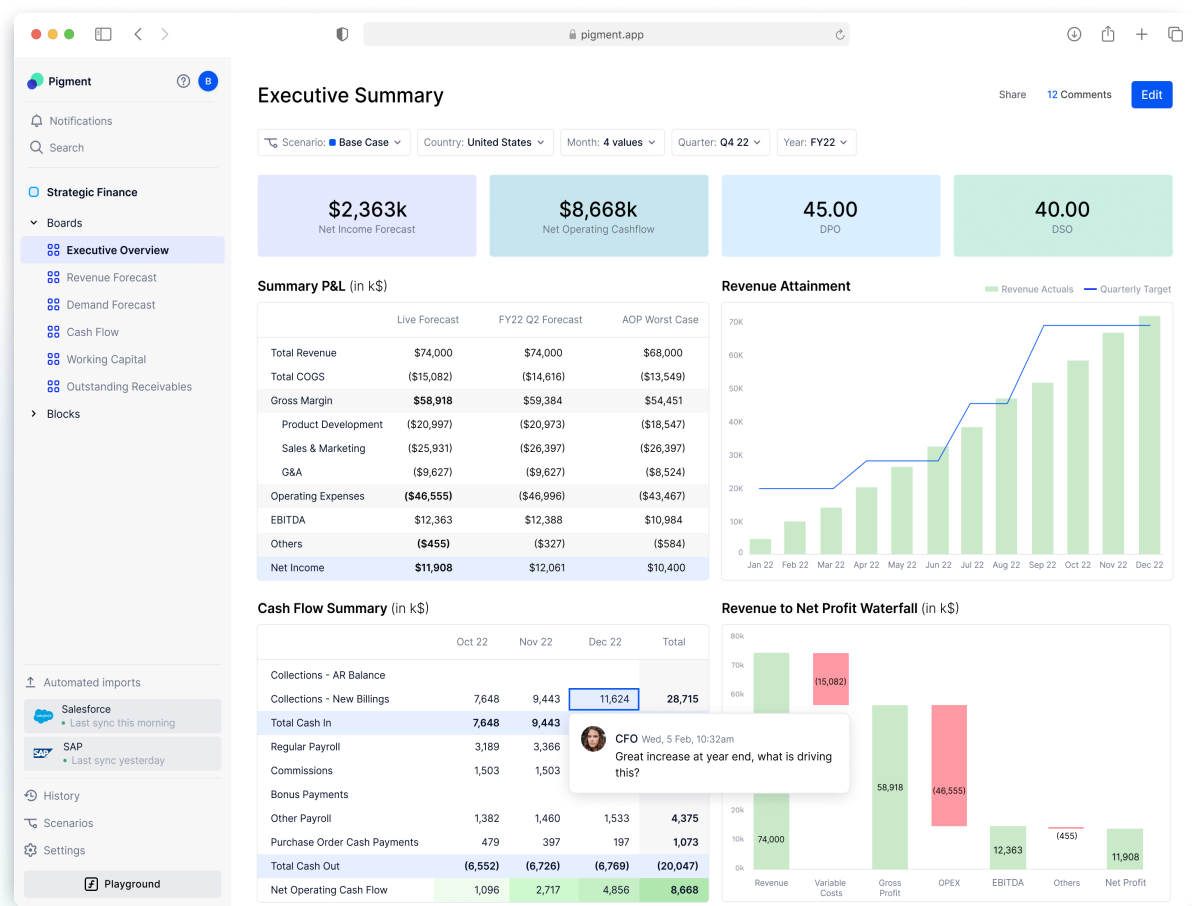 pigment.app
Pigment
B
Notifications
Search
Strategic Finance
Boards
Executive Overview
Revenue Forecast
Demand Forecast
Cash Flow
Working Capital
Outstanding Receivables
Blocks
Automated imports
salesforce
Salesforce
Last sync this morning
SAP
SAP
Last sync yesterday
History
Scenarios
Settings
Playground
Executive Summary
Share 12 Comments Edit
Scenario: Base Case Country: United States Month: 4 values Quarter: Q4 22 Year: FY22
$2,363k
Net Income Forecast
$8,668k
Net Operating Cashflow
45.00
DPO
40.00
DSO
Summary P&L (in k$)
Live Forecast FY22 Q2 Forecast AOP Worst Case
Total Revenue $74,000 $74,000 $68,000
Total COGS ($15,082) ($14,616) ($13,549)
Gross Margin $58,918 $59,384 $54,451
Product Development ($20,997) ($20,973) ($18,547)
Sales & Marketing ($25,931) ($26,397) ($26,397)
G&A ($9,627) ($9,627) ($8,524)
Operating Expenses ($46,555) ($46,996) ($43,467)
EBITDA $12,363 $12,388 $10,984
Others ($455) ($327) ($584)
Net Income $11,908 $12,061 $10,400
Revenue Attainment
Revenue Actuals Quarterly Target
70K
60K
50K
40K
30K
20K
10K
0
Jan 22 Feb 22 Mar 22 Apr 22 May 22 Jun 22 Jul 22 Aug 22 Sep 22 Oct 22 Nov 22 Dec 22
Cash Flow Summary (in k$)
Oct 22 Nov 22 Dec 22 Total
Collections - AR Balance
Collections - New Billings 7,648 9,443 11,624 28,715
Total Cash In 7,648 9,443
Regular Payroll 3,189 3,366
Commissions 1,503 1,503
Bonus Payments
Other Payroll 1,382 1,460 1,533 4,375
Purchase Order Cash Payments 479 397 197 1,073
Total Cash Out (6,552) (6,726) (6,769) (20,047)
Net Operating Cash Flow 1,096 2,717 4,856 8,668
CFO Wed, 5 Feb, 10:32am
Great increase at year end, what is driving
this?
Revenue to Net Profit Waterfall (in k$)
80k
70k
60k
20k
10k
0k
74,000
(15,082)
58,918
(46,555)
12,363
(455)
11,908
Revenue
Variable
Costs
Gross
Profit
OPEX
EBITDA
Others
Net Profit